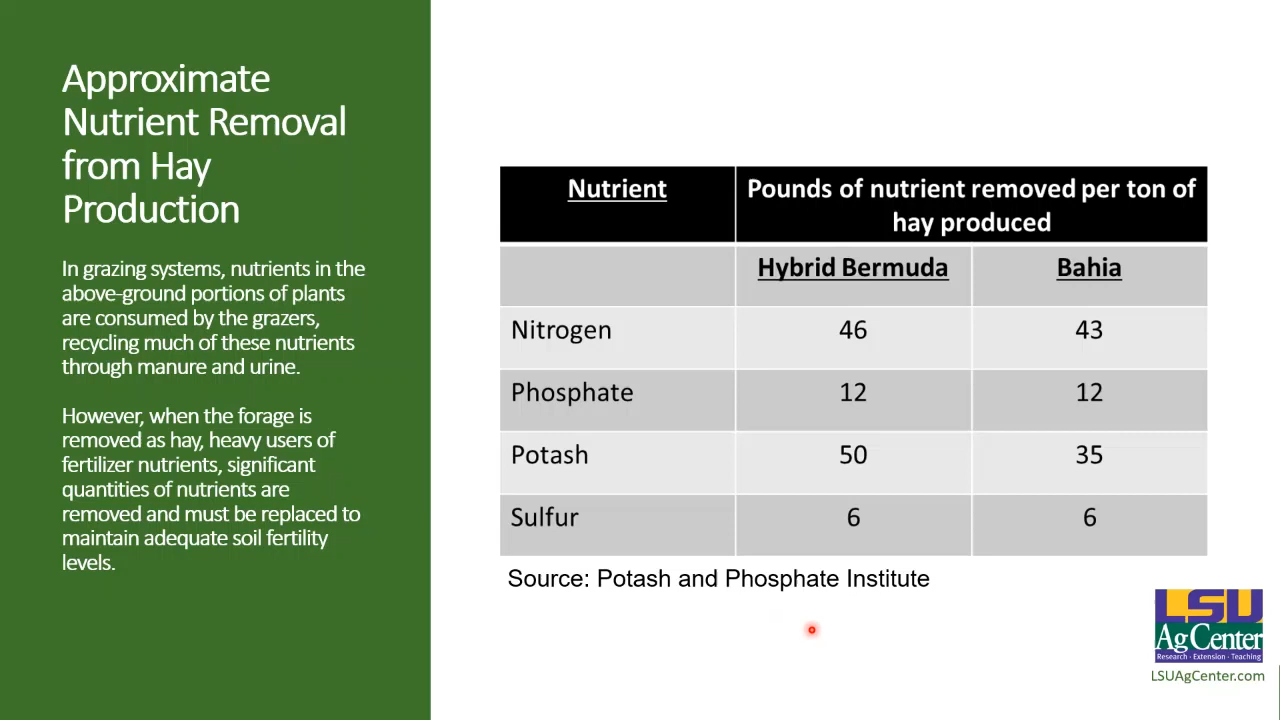 Approximate
Nutrient Removal
from Hay
Production
In grazing systems, nutrients in the
above-ground portions of plants
are consumed by the grazers,
recycling much of these nutrients
through manure and urine.
However, when the forage is
removed as hay, heavy users of
fertilizer nutrients, significant
quantities of nutrients are
removed and must be replaced to
maintain adequate soil fertility
levels.
Nutrient Pounds of nutrient removed per ton of
hay produced
Hybrid Bermuda Bahia
Nitrogen 46 43
Phosphate 12 12
Potash 50 35
Sulfur 6 6
Source: Potash and Phosphate Institute
LSU
AgCenter
Research · Extension · Teaching
LSUAgCenter.com